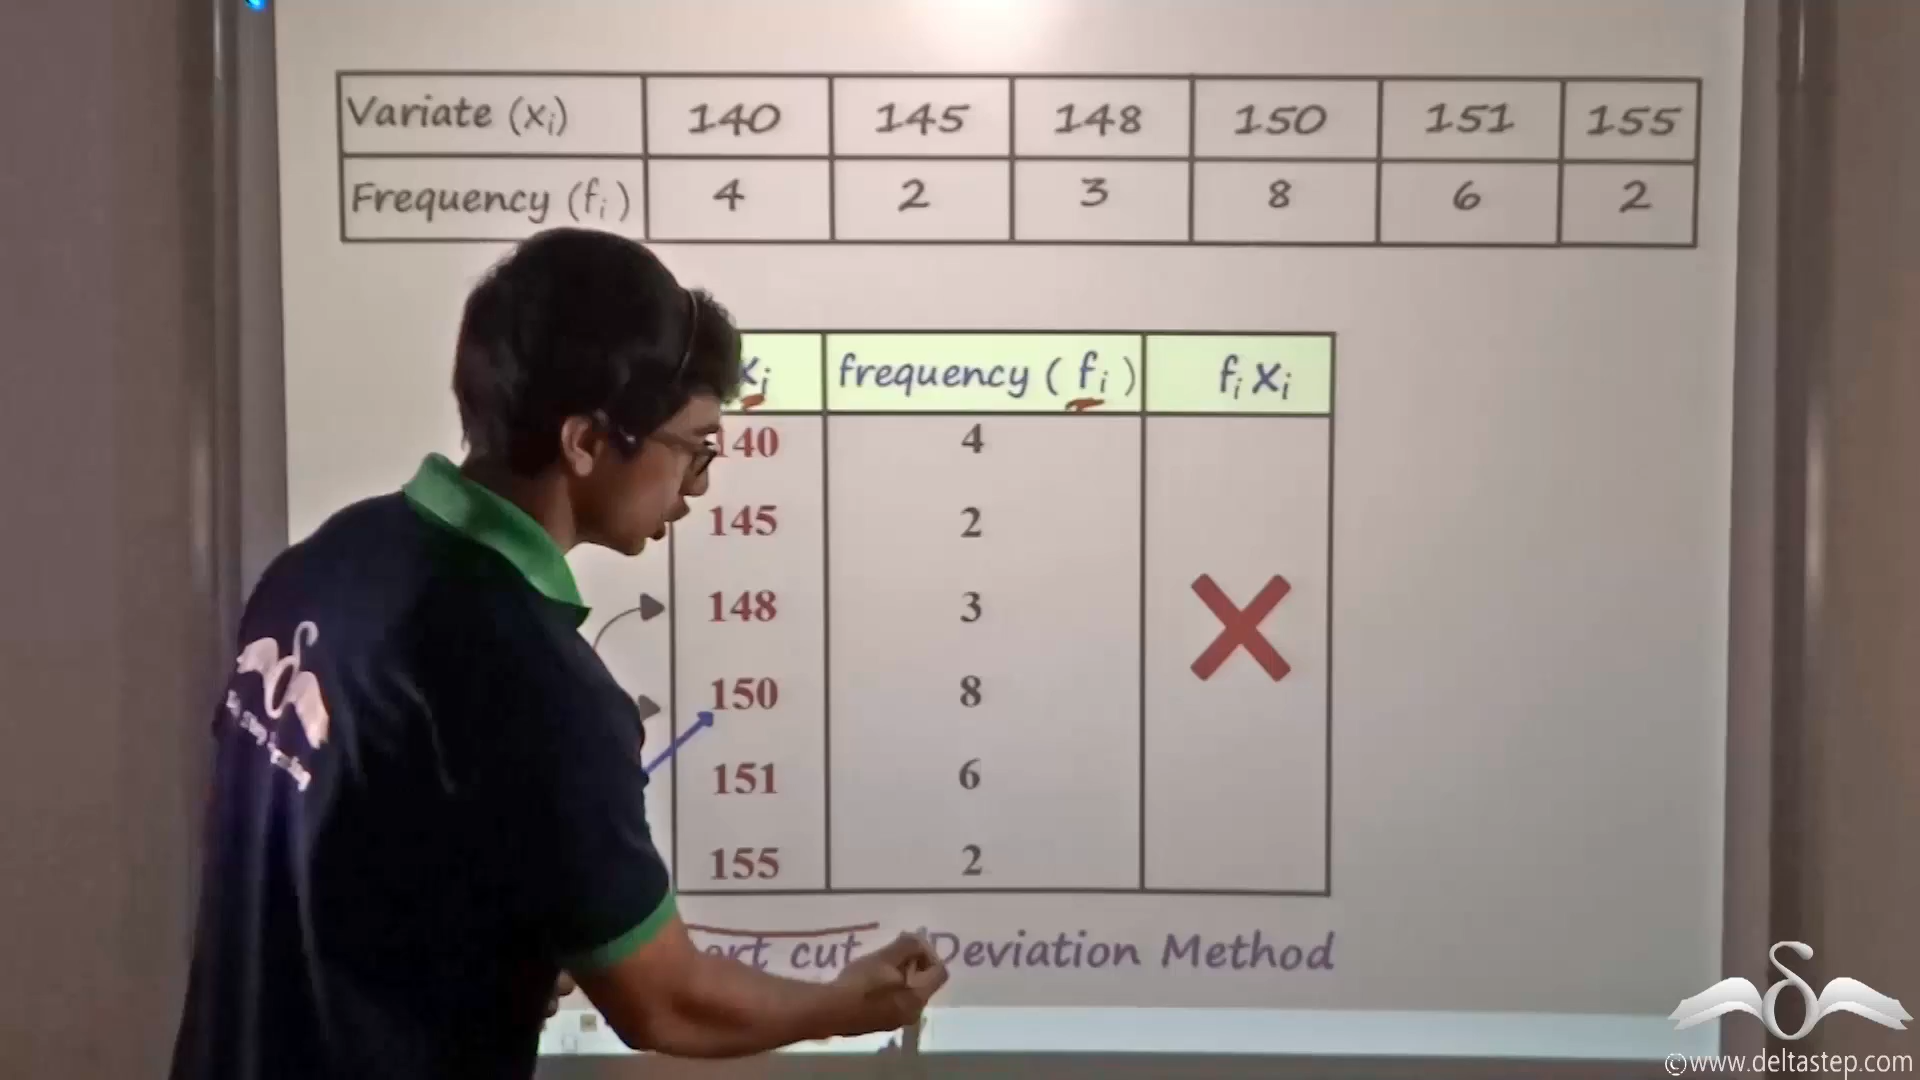 Variate (xᵢ) 140 145 148 150 151 155
Frequency (fᵢ) 4 2 3 8 6 2
xᵢ frequency (fᵢ) fᵢxᵢ
140 4
145 2
148 3
150 8
151 6
155 2
cut Deviation Method
©www.deltastep.com